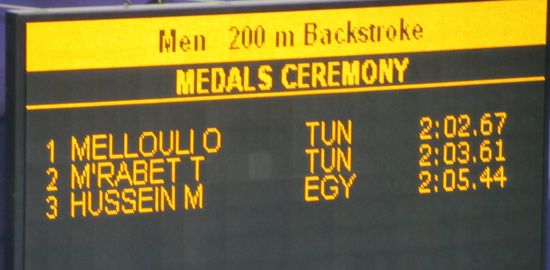 Men 200 m Backstroke
MEDALS CEREMONY
1 MELLOULI O TUN 2:02.67
2 M'RABET T TUN 2:03.61
3 HUSSEIN M EGY 2:05.44